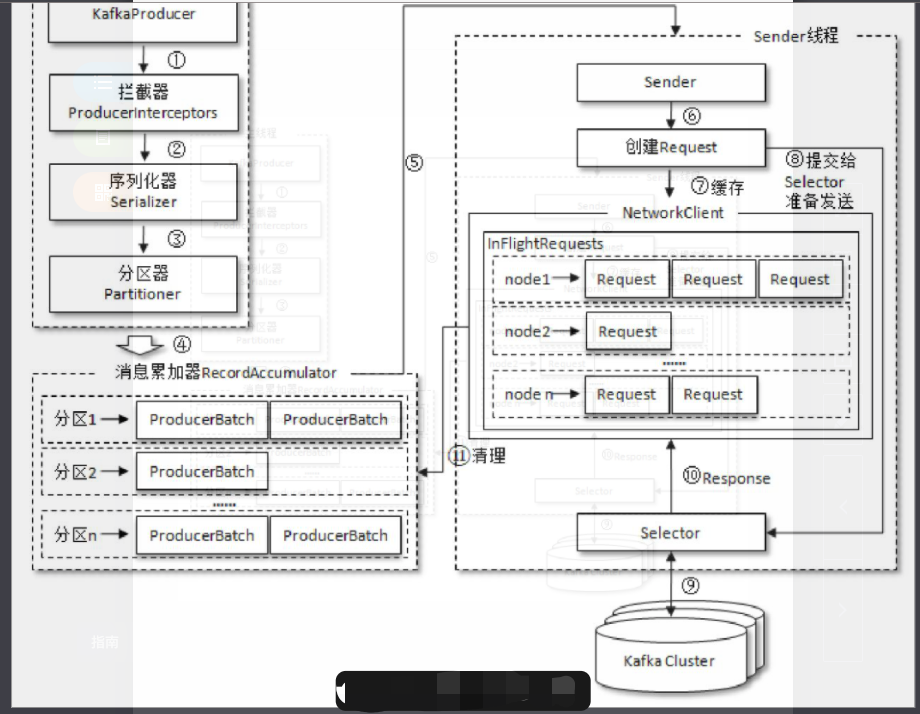 KafkaProducer
①
拦截器
ProducerInterceptors
②
序列化器
Serializer
③
分区器
Partitioner
④
消息累加器RecordAccumulator
分区1
ProducerBatch
ProducerBatch
分区2
ProducerBatch
......
分区n
ProducerBatch
ProducerBatch
⑤
Sender线程
Sender
⑥
创建Request
⑦缓存
⑧提交给
Selector
准备发送
NetworkClient
InFlightRequests
node1
Request
Request
Request
node2
Request
......
node n
Request
Request
⑪清理
⑩Response
Selector
⑨
Kafka Cluster
指南